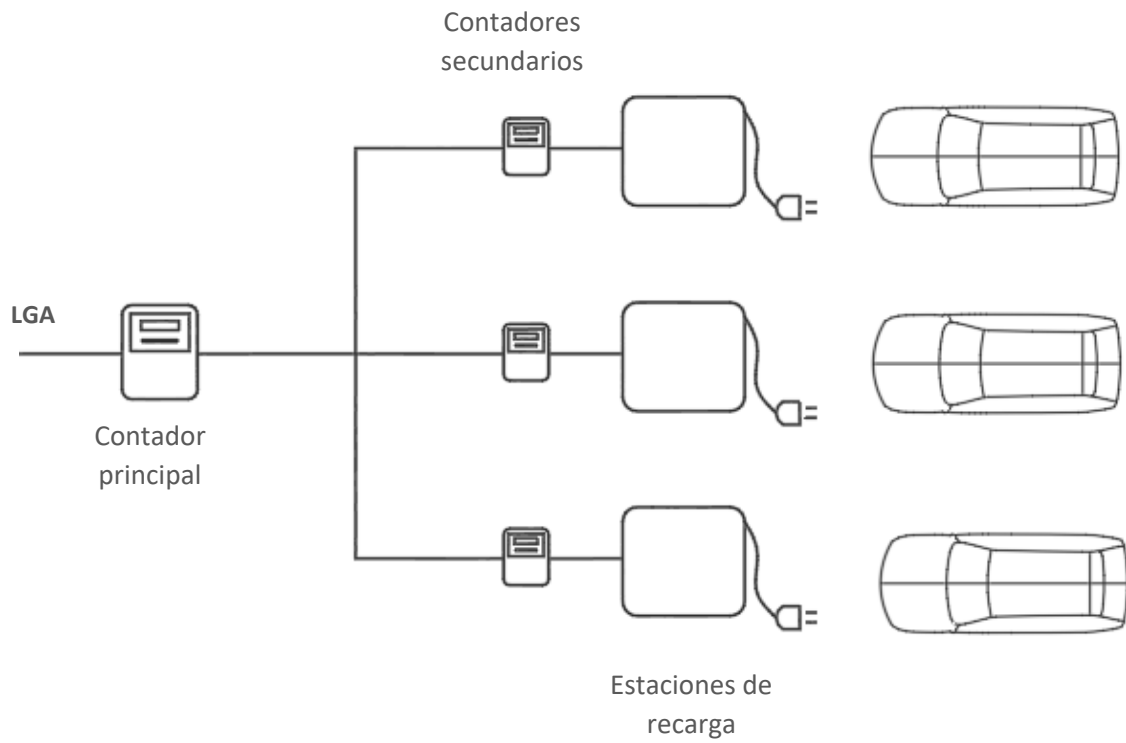 Contadores
secundarios
LGA
Contador
principal
Estaciones de
recarga